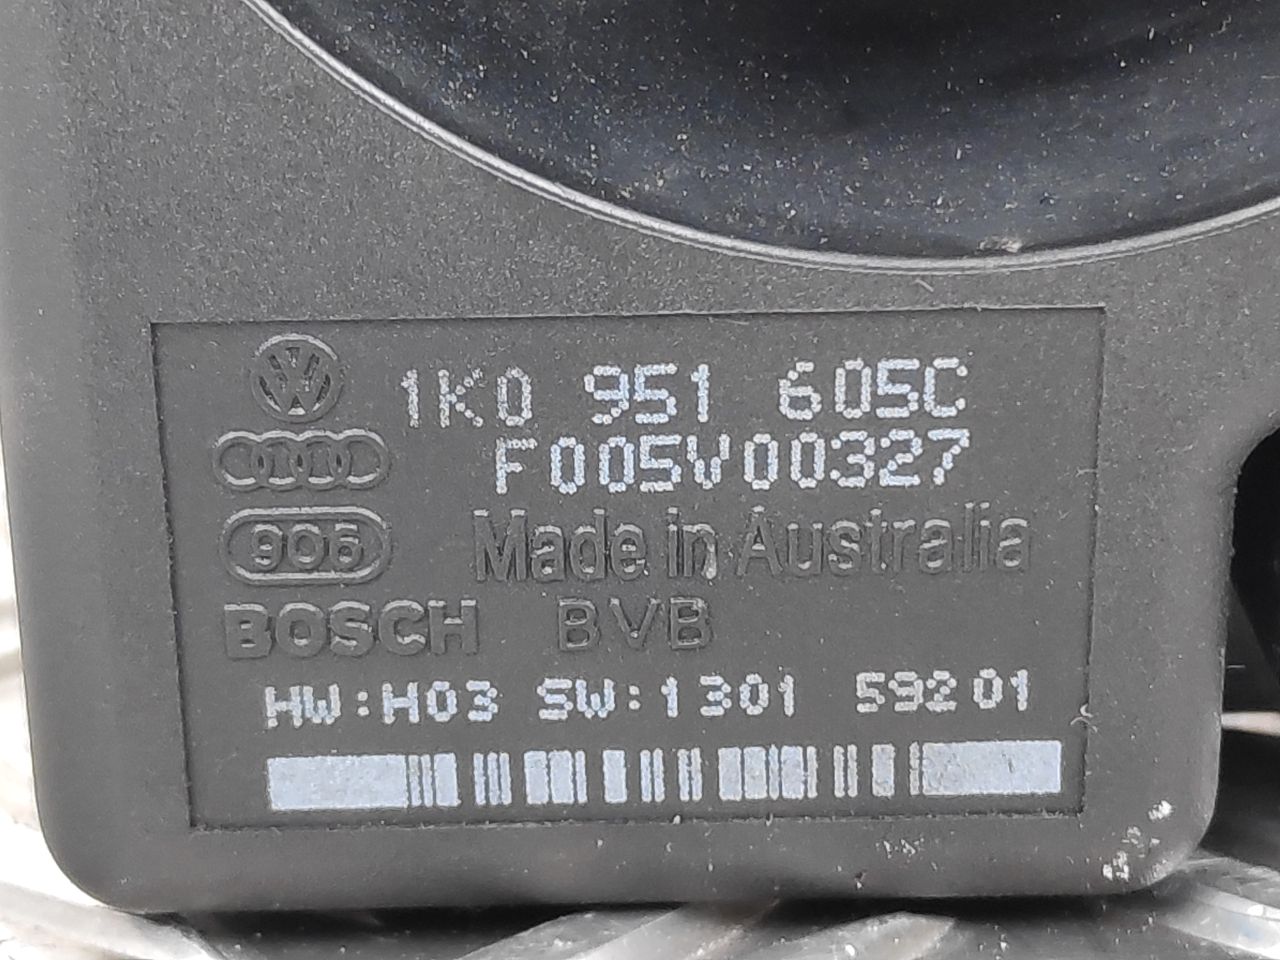 1K0 951 605C
F005V00327
906 Made in Australia
BOSCH BVB
HW:H03 SW:1301 59201